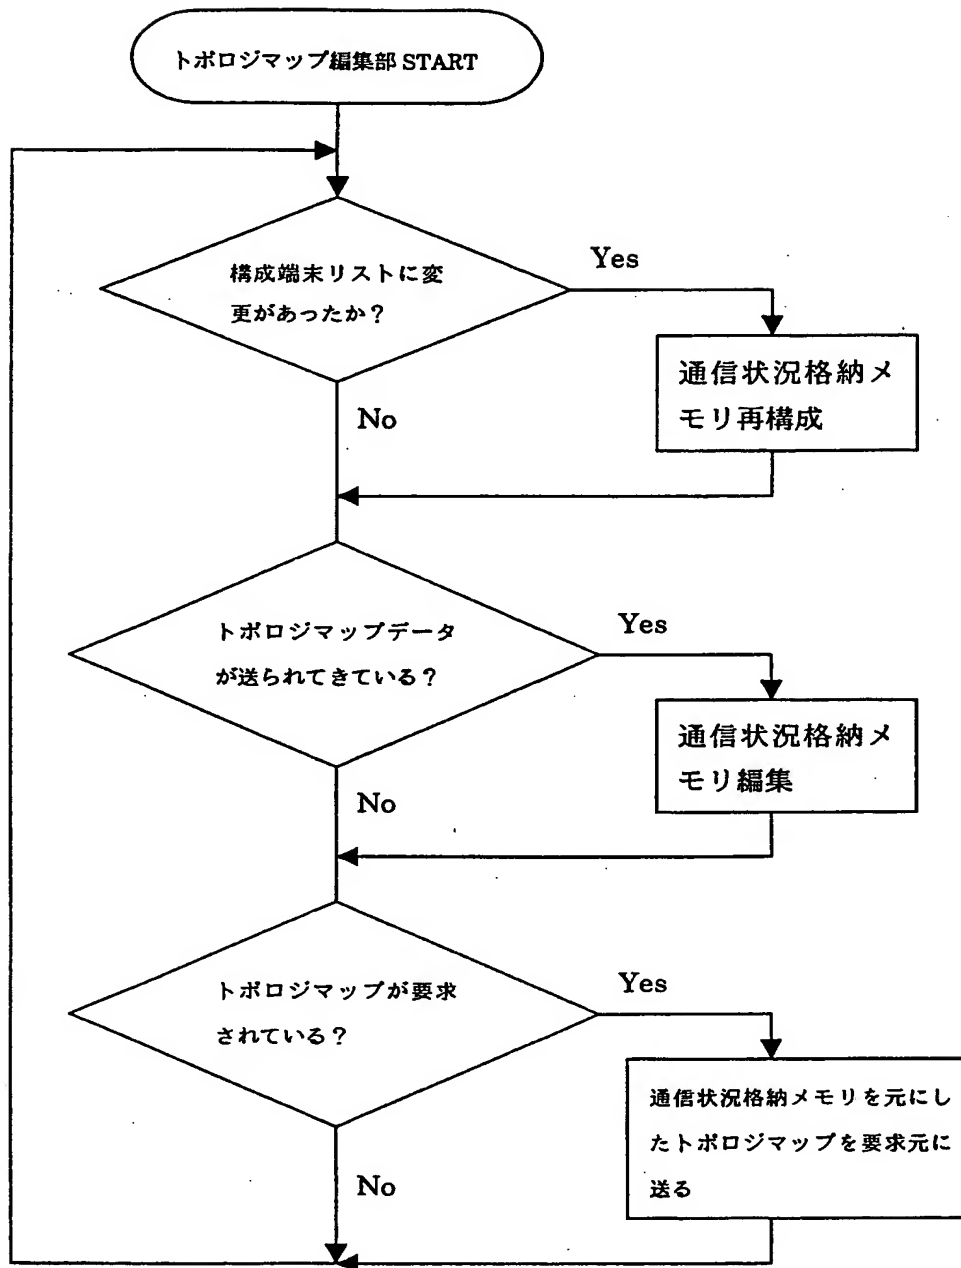 トポロジマップ編集部 START
構成端末リストに変
更があったか？
Yes
通信状況格納メ
モリ再構成
No
トポロジマップデータ
が送られてきている？
Yes
通信状況格納メ
モリ編集
No
トポロジマップが要求
されている？
Yes
通信状況格納メモリを元にし
たトポロジマップを要求元に
送る
No